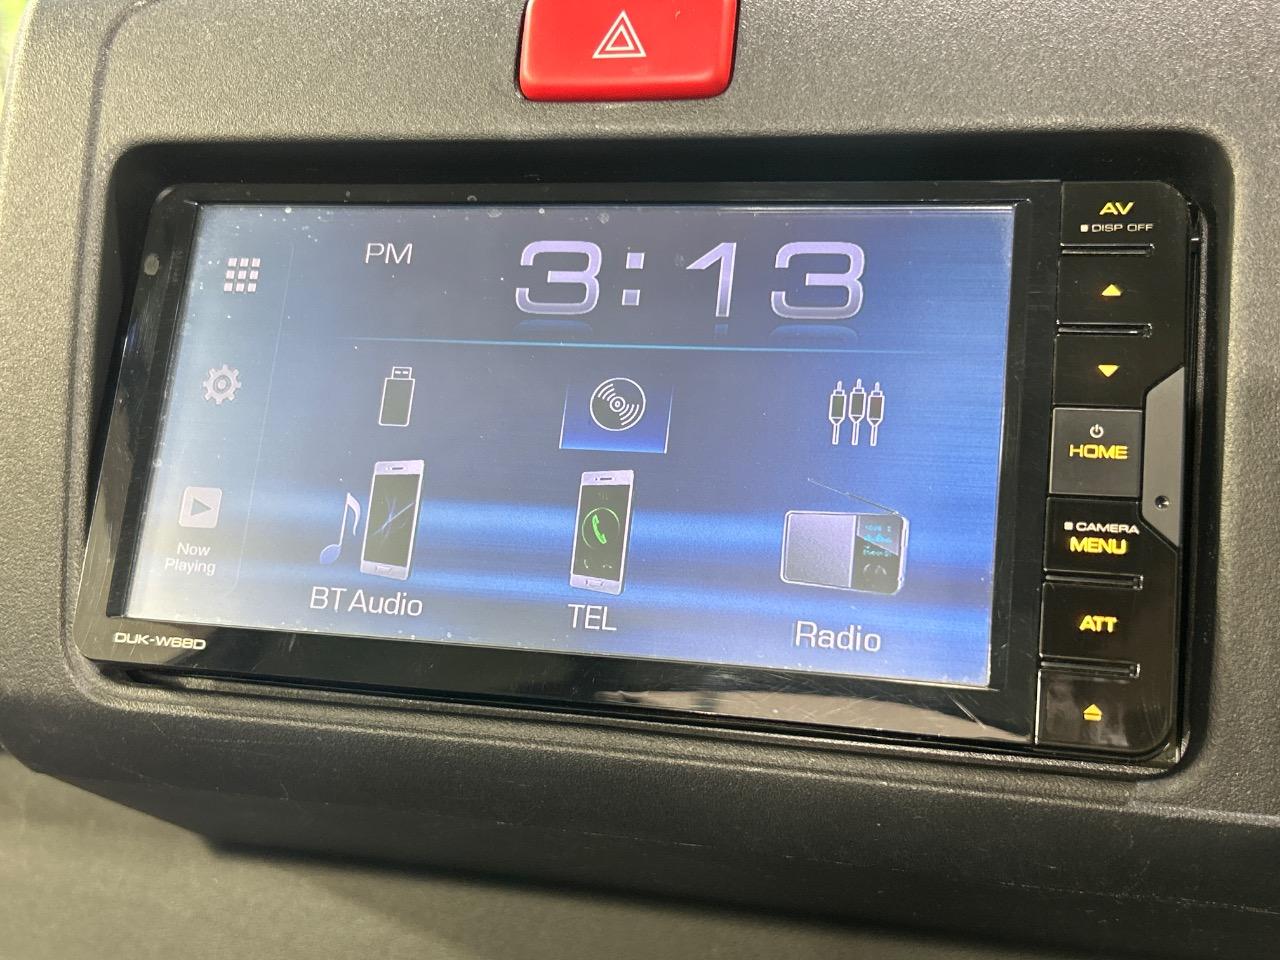 PM
3:13
Now
Playing
BT Audio
TEL
Radio
DUK-W68D
AV
DISP OFF
HOME
CAMERA
MENU
ATT